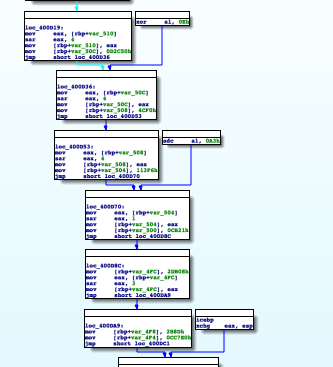 xor al, 0Eh
loc_400D19:
mov eax, [rbp+var_510]
sar eax, 4
mov [rbp+var_510], eax
mov [rbp+var_50C], 0D2C50h
jmp short loc_400D36
loc_400D36:
mov eax, [rbp+var_50C]
sar eax, 4
mov [rbp+var_50C], eax
mov [rbp+var_508], 4CF0h
jmp short loc_400D53
adc al, 0A3h
loc_400D53:
mov eax, [rbp+var_508]
sar eax, 4
mov [rbp+var_508], eax
mov [rbp+var_504], 113F6h
jmp short loc_400D70
loc_400D70:
mov eax, [rbp+var_504]
sar eax, 1
mov [rbp+var_504], eax
mov [rbp+var_500], 0CB21h
jmp short loc_400D8C
loc_400D8C:
mov [rbp+var_4FC], 2DB08h
mov eax, [rbp+var_4FC]
sar eax, 3
mov [rbp+var_4FC], eax
jmp short loc_400DA9
icebp
xchg eax, esp
loc_400DA9:
mov [rbp+var_4F8], 2B8Dh
mov [rbp+var_4F4], 0CC7E0h
jmp short loc_400DC1